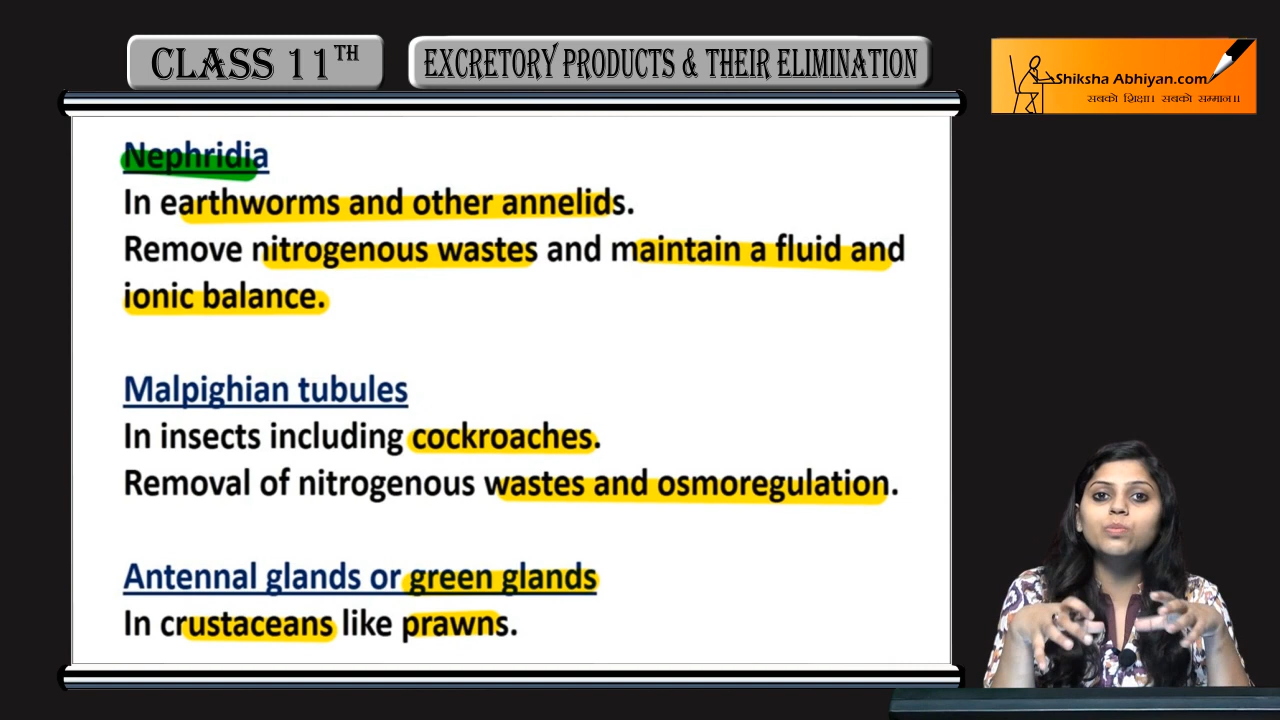 CLASS 11TH
EXCRETORY PRODUCTS & THEIR ELIMINATION
Shiksha Abhiyan.com
सबको शिक्षा। सबको सम्मान॥
Nephridia
In earthworms and other annelids.
Remove nitrogenous wastes and maintain a fluid and
ionic balance.
Malpighian tubules
In insects including cockroaches.
Removal of nitrogenous wastes and osmoregulation.
Antennal glands or green glands
In crustaceans like prawns.